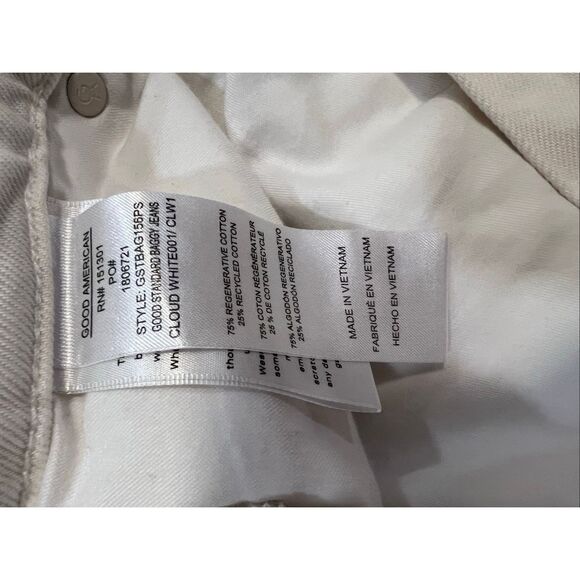 GOOD AMERICAN
RN# 151301
PO#
1806721
STYLE: GSTBAG156PS
GOOD STANDARD BAGGY JEANS
CLOUD WHITE001/ CLW1
75% REGENERATIVE COTTON
25% RECYCLED COTTON
75% COTON REGÉNÉRATEUR
25 % DE COTON RECYCLÉ
75% ALGODÓN REGENERATIVO
25% ALGODÓN RECICLADO
MADE IN VIETNAM
FABRIQUÉ EN VIETNAM
HECHO EN VIETNAM